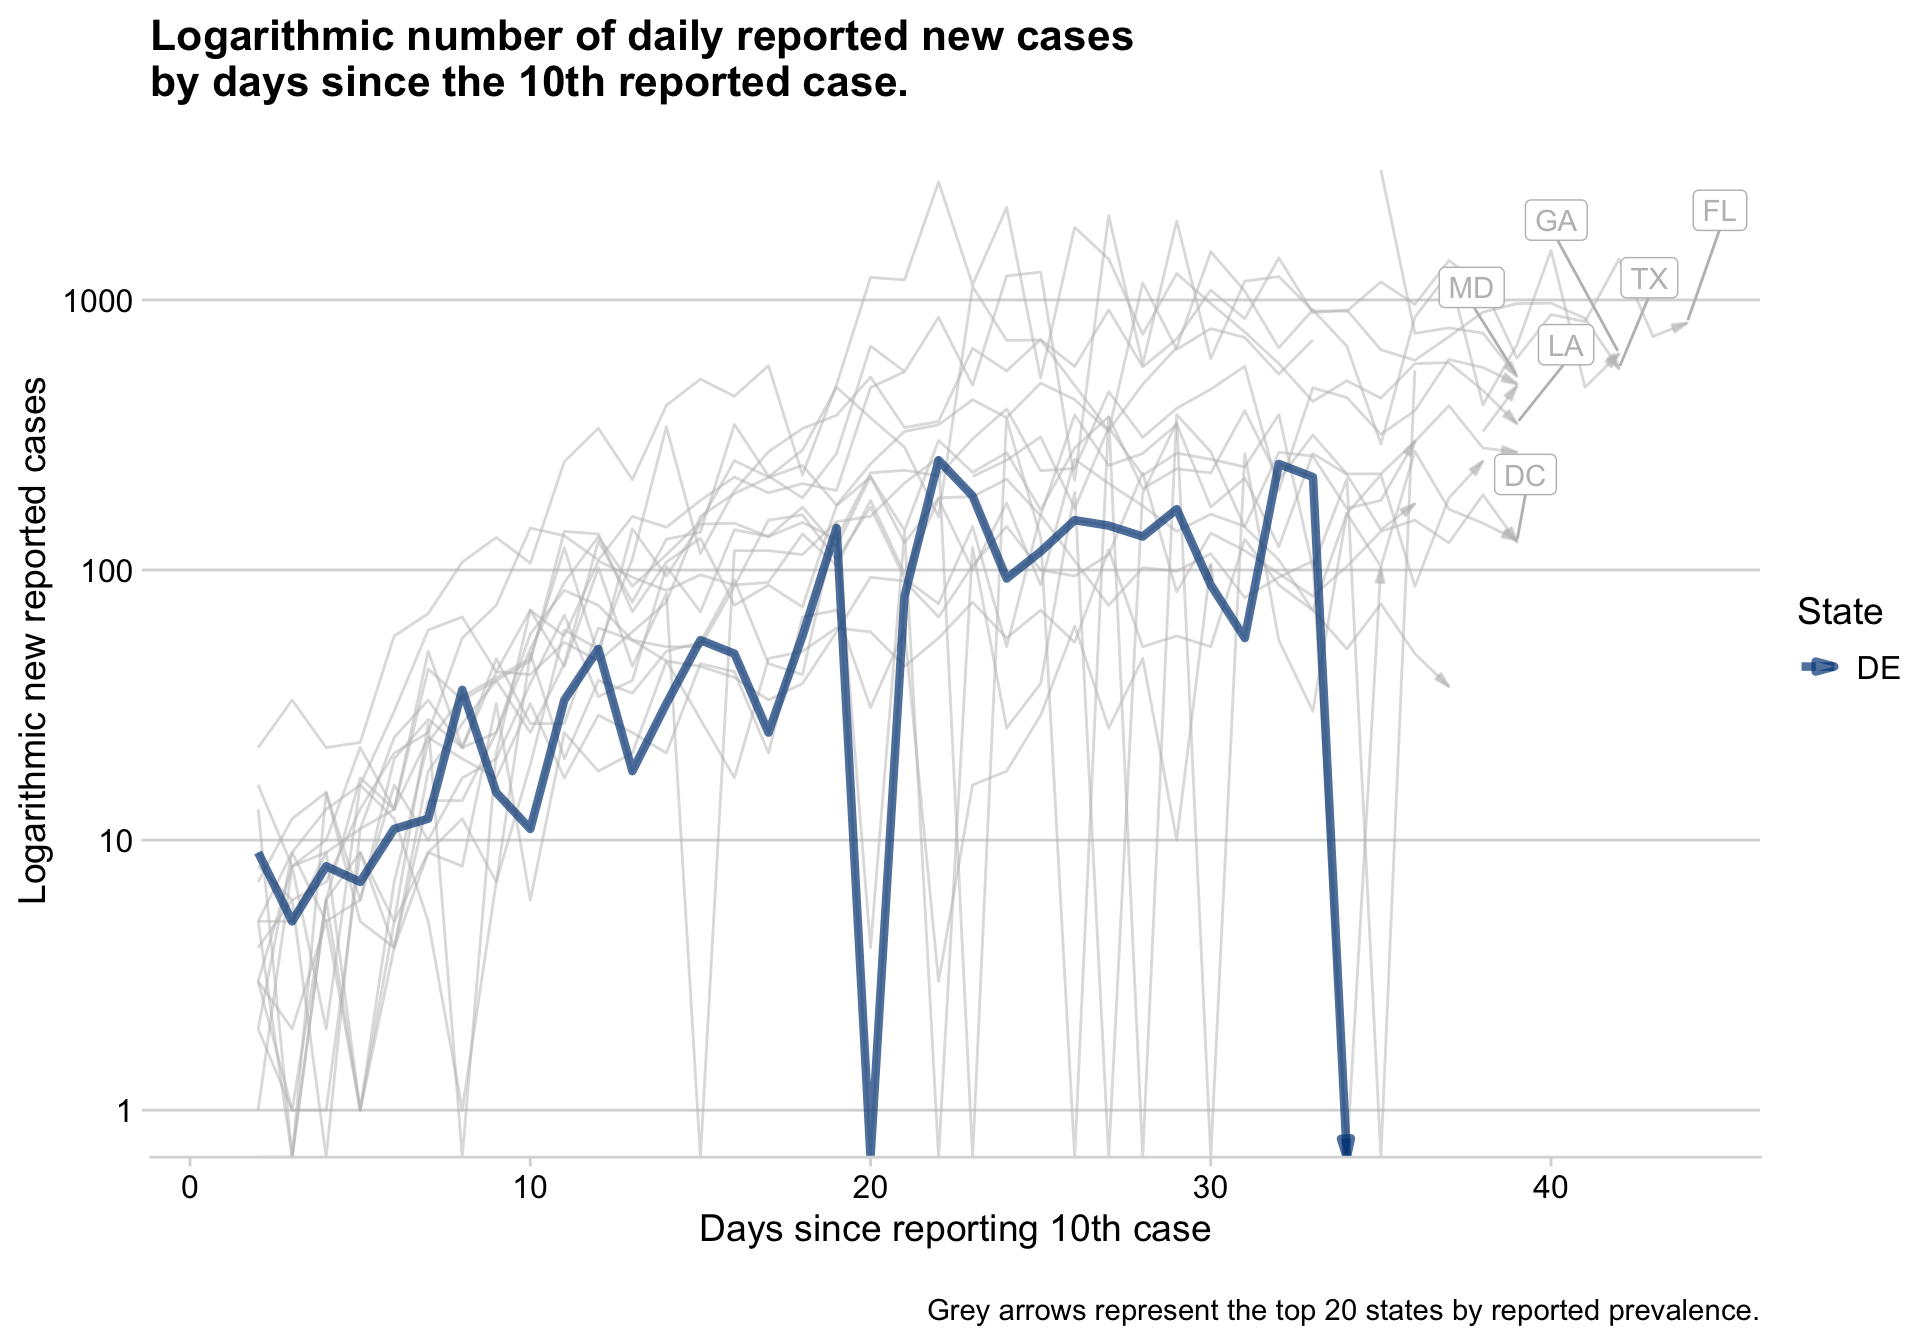 Logarithmic number of daily reported new cases
by days since the 10th reported case.
Logarithmic new reported cases
1000
100
10
1
GA
FL
MD
TX
LA
DC
State
DE
0
10
20
30
40
Days since reporting 10th case
Grey arrows represent the top 20 states by reported prevalence.